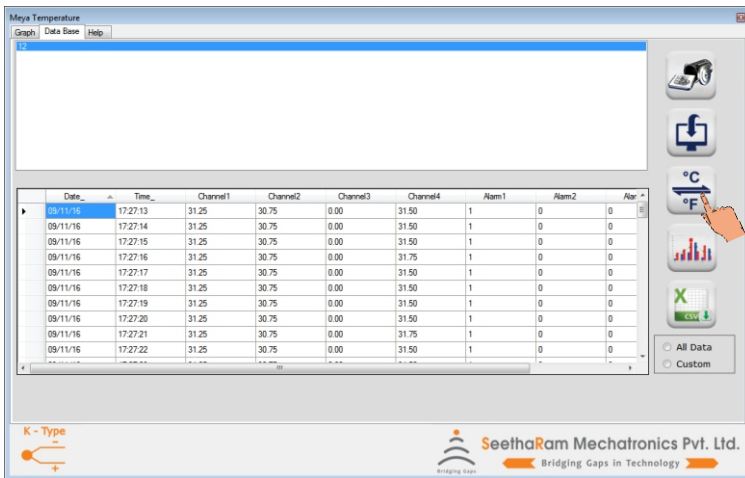 Meya Temperature
Graph Data Base Help
12
°C
°F
Date_ Time_ Channel1 Channel2 Channel3 Channel4 Alarm1 Alarm2 Alar
09/11/16 17:27:13 31.25 30.75 0.00 31.50 1 0 0
09/11/16 17:27:14 31.25 30.75 0.00 31.50 1 0 0
09/11/16 17:27:15 31.25 30.75 0.00 31.50 1 0 0
09/11/16 17:27:16 31.25 30.75 0.00 31.75 1 0 0
09/11/16 17:27:17 31.25 30.75 0.00 31.50 1 0 0
09/11/16 17:27:18 31.25 30.75 0.00 31.50 1 0 0
09/11/16 17:27:19 31.25 30.75 0.00 31.50 1 0 0
09/11/16 17:27:20 31.25 30.75 0.00 31.50 1 0 0
09/11/16 17:27:21 31.25 30.75 0.00 31.75 1 0 0
09/11/16 17:27:22 31.25 30.75 0.00 31.50 1 0 0
X
CSV
All Data
Custom
K - Type
SeethaRam Mechatronics Pvt. Ltd.
Bridging Gaps in Technology
Bridging Gaps